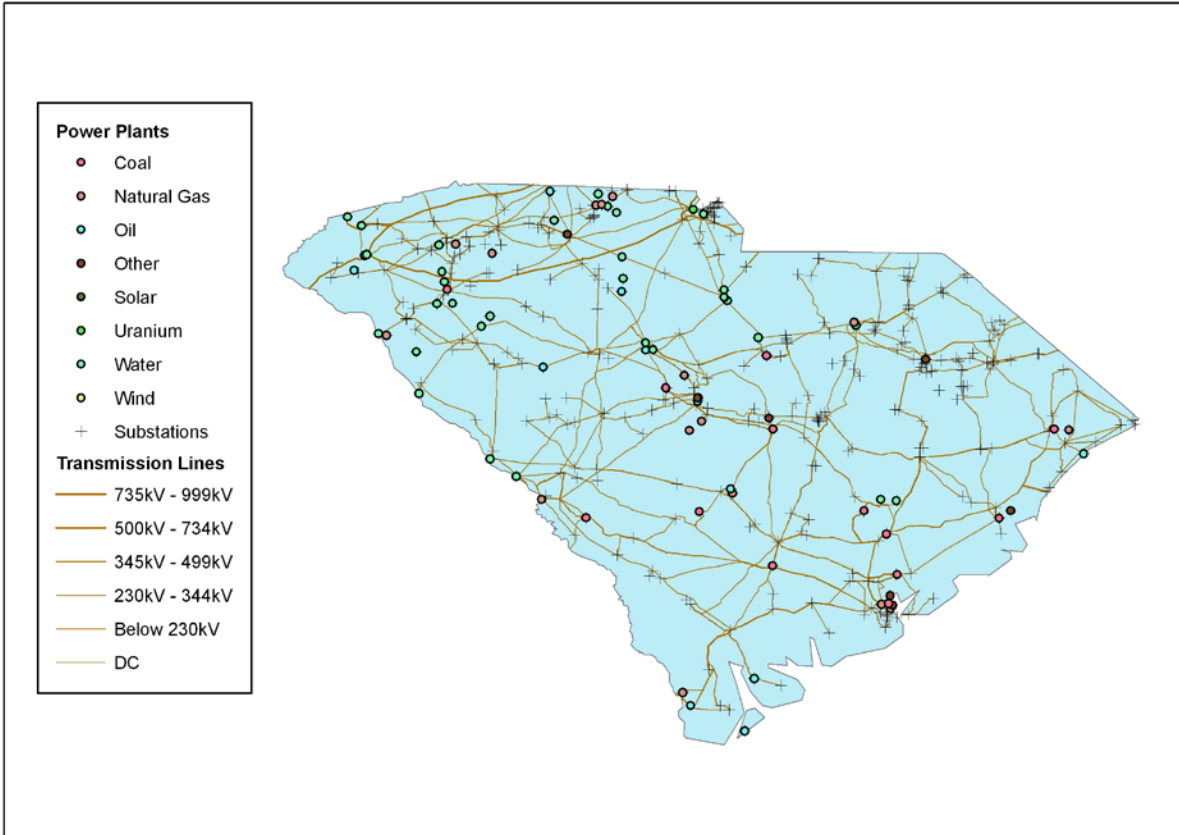 Power Plants
Coal
Natural Gas
Oil
Other
Solar
Uranium
Water
Wind
Substations
Transmission Lines
735kV - 999kV
500kV - 734kV
345kV - 499kV
230kV - 344kV
Below 230kV
DC